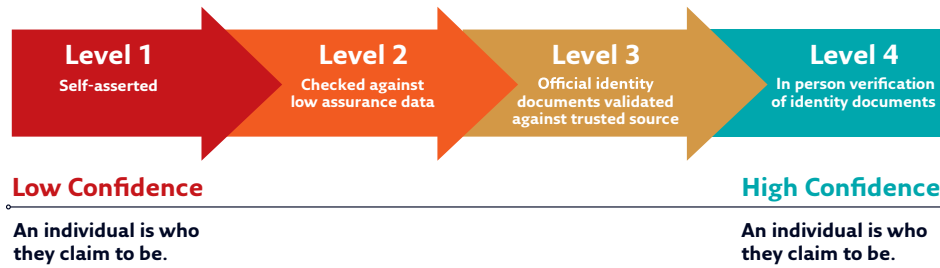 Level 1
Self-asserted
Level 2
Checked against
low assurance data
Level 3
Official identity
documents validated
against trusted source
Level 4
In person verification
of identity documents
Low Confidence
High Confidence
An individual is who
they claim to be.
An individual is who
they claim to be.